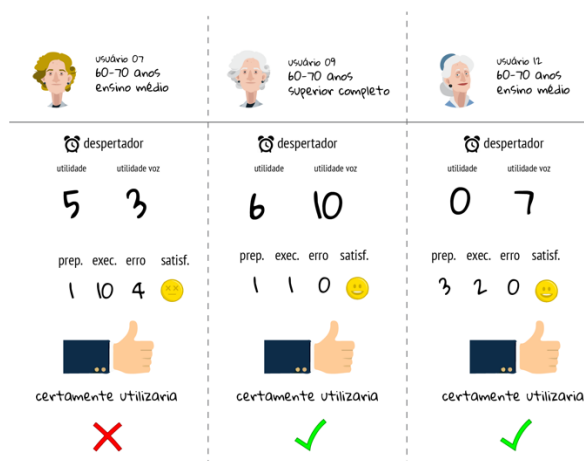 usuário 07
60-70 anos
ensino médio
despertador
utilidade utilidade voz
5 3
prep. exec. erro satisf.
1 10 4
certamente utilizaria
usuário 09
60-70 anos
superior completo
despertador
utilidade utilidade voz
6 10
prep. exec. erro satisf.
1 1 0
certamente utilizaria
usuário 12
60-70 anos
ensino médio
despertador
utilidade utilidade voz
0 7
prep. exec. erro satisf.
3 2 0
certamente utilizaria